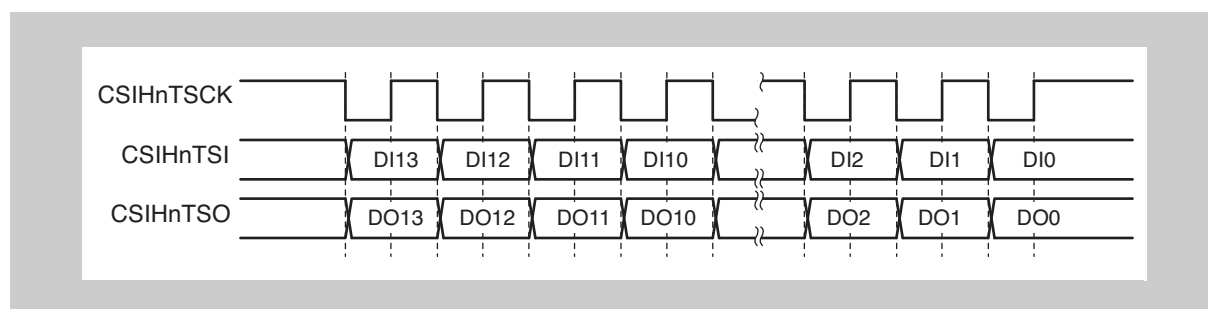 CSIHnTSCK
CSIHnTSI DI13 DI12 DI11 DI10 DI2 DI1 DI0
CSIHnTSO DO13 DO12 DO11 DO10 DO2 DO1 DO0